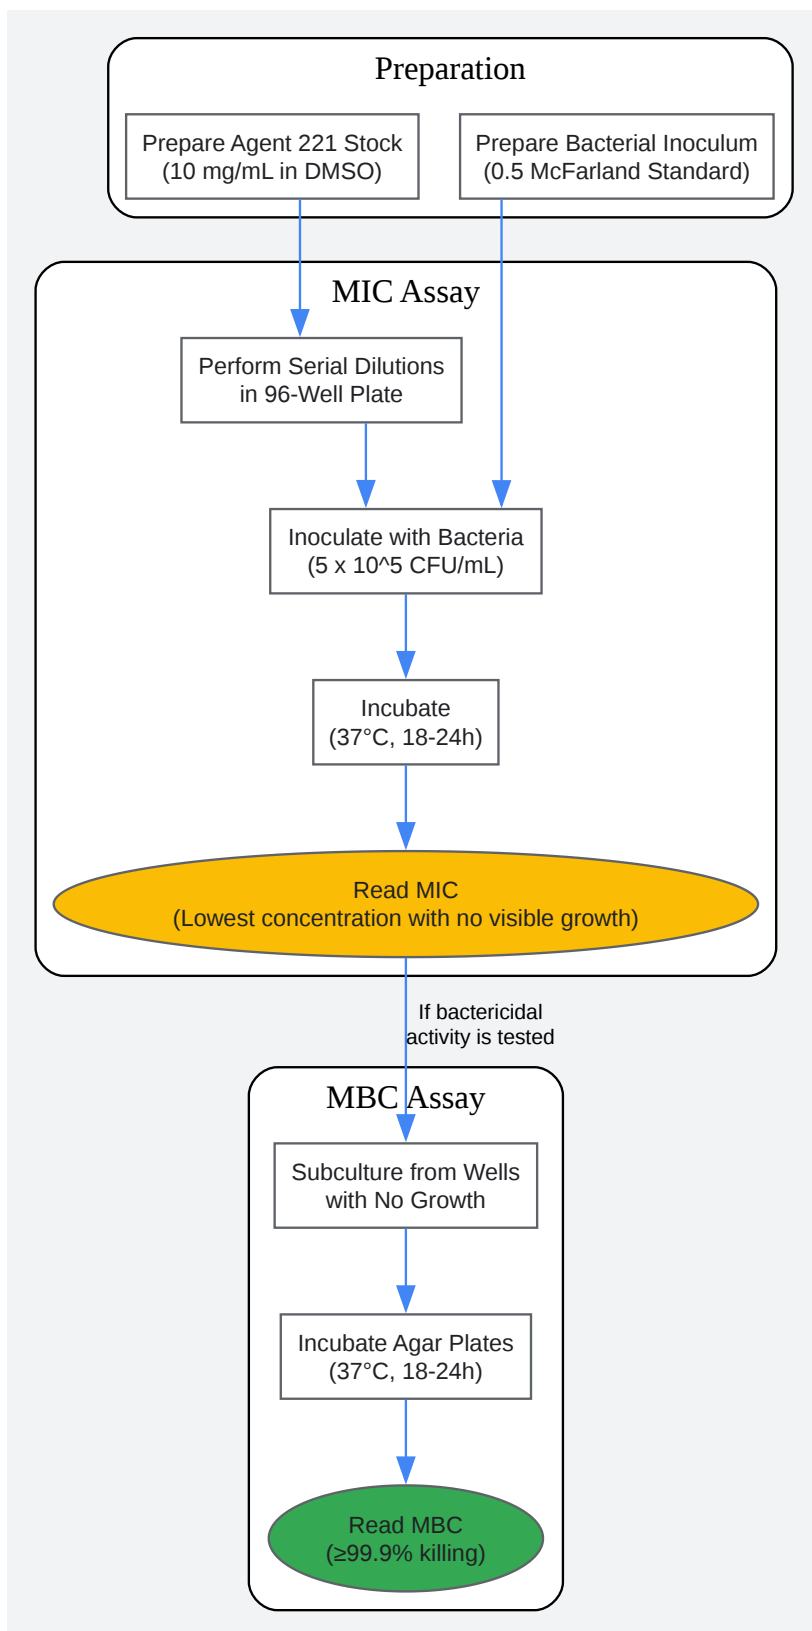 Preparation
Prepare Agent 221 Stock
(10 mg/mL in DMSO)
Prepare Bacterial Inoculum
(0.5 McFarland Standard)
MIC Assay
Perform Serial Dilutions
in 96-Well Plate
Inoculate with Bacteria
(5 x 10^5 CFU/mL)
Incubate
(37°C, 18-24h)
Read MIC
(Lowest concentration with no visible growth)
If bactericidal
activity is tested
MBC Assay
Subculture from Wells
with No Growth
Incubate Agar Plates
(37°C, 18-24h)
Read MBC
(≥99.9% killing)